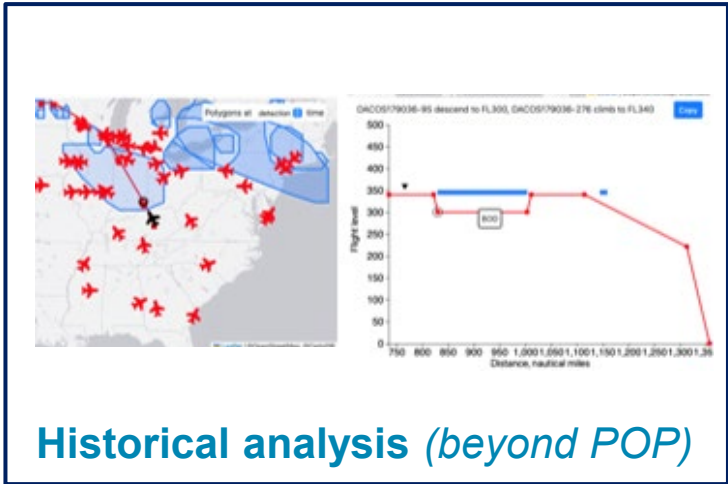 Polygons at detection time
DACOS179036-95 descend to FL300, DACOS179036-276 climb to FL340
Copy
500
450
400
350
300
250
200
150
100
50
0
Flight level
800
750 800 850 900 950 1,000 1,050 1,100 1,150 1,200 1,250 1,300 1,35
Distance, nautical miles
Historical analysis (beyond POP)